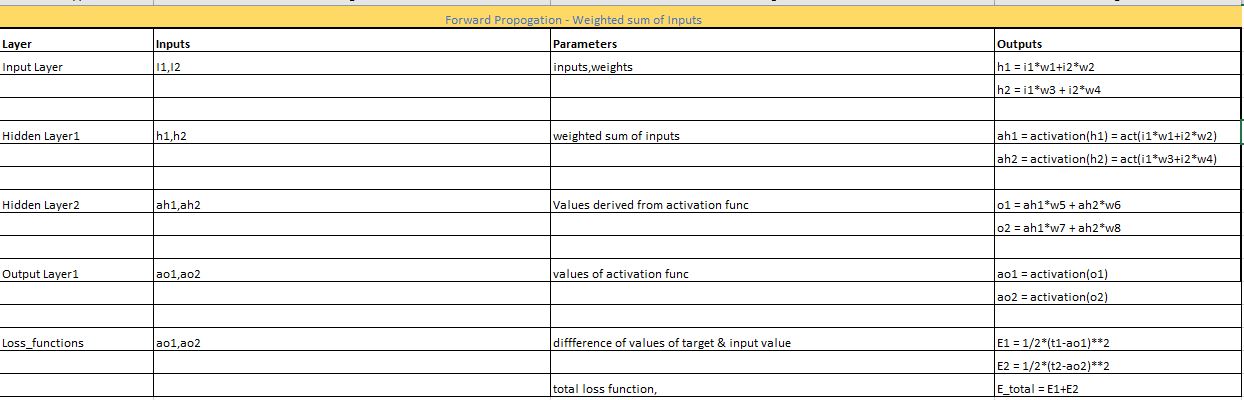 Forward Propogation - Weighted sum of Inputs
Layer Inputs Parameters Outputs
Input Layer I1,I2 inputs,weights h1 = i1*w1+i2*w2
h2 = i1*w3 + i2*w4
Hidden Layer1 h1,h2 weighted sum of inputs ah1 = activation(h1) = act(i1*w1+i2*w2)
ah2 = activation(h2) = act(i1*w3+i2*w4)
Hidden Layer2 ah1,ah2 Values derived from activation func o1 = ah1*w5 + ah2*w6
o2 = ah1*w7 + ah2*w8
Output Layer1 ao1,ao2 values of activation func ao1 = activation(o1)
ao2 = activation(o2)
Loss_functions ao1,ao2 diffference of values of target & input value E1 = 1/2*(t1-ao1)**2
E2 = 1/2*(t2-ao2)**2
total loss function, E_total = E1+E2